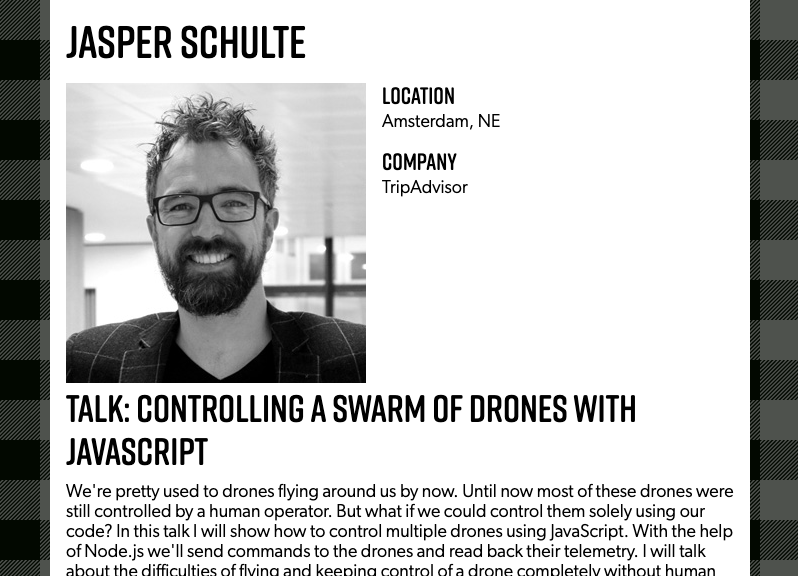 JASPER SCHULTE
LOCATION
Amsterdam, NE
COMPANY
TripAdvisor
TALK: CONTROLLING A SWARM OF DRONES WITH
JAVASCRIPT
We're pretty used to drones flying around us by now. Until now most of these drones were
still controlled by a human operator. But what if we could control them solely using our
code? In this talk I will show how to control multiple drones using JavaScript. With the help
of Node.js we'll send commands to the drones and read back their telemetry. I will talk
about the difficulties of flying and keeping control of a drone completely without human